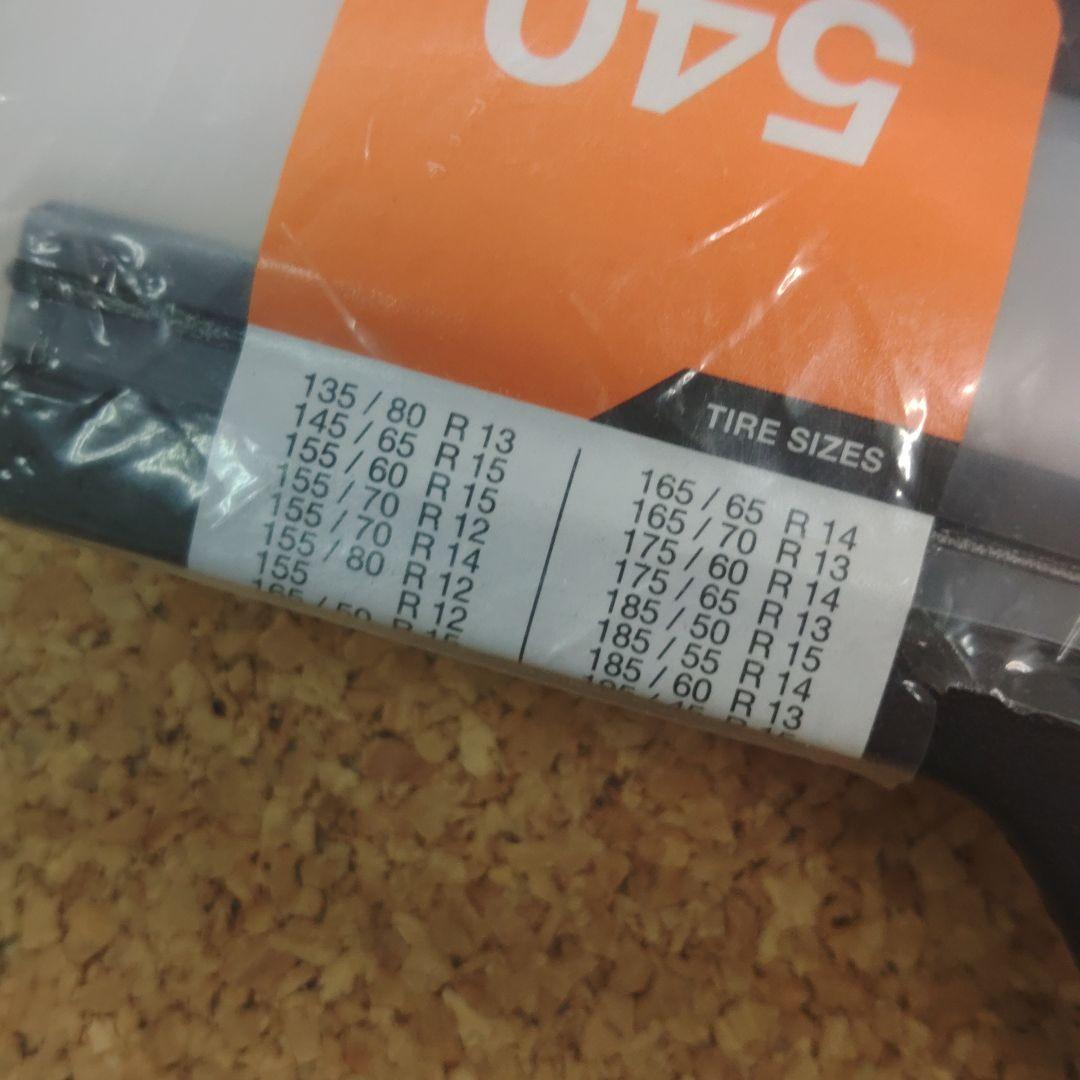 540
TIRE SIZES
135 / 80 R 13
145 / 65 R 15
155 / 60 R 15
155 / 70 R 12
155 / 70 R 14
155 / 80 R 12
155 R 12
165 / 65 R 14
165 / 70 R 13
175 / 60 R 14
175 / 65 R 13
185 / 50 R 15
185 / 55 R 14
185 / 60 R 13